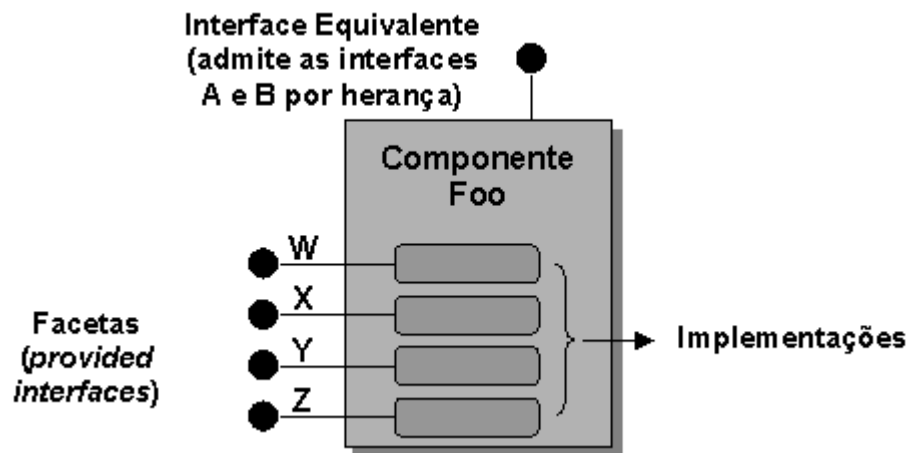 Interface Equivalente
(admite as interfaces
A e B por herança)
Componente
Foo
W
X
Y
Z
Facetas
(provided
interfaces)
Implementações